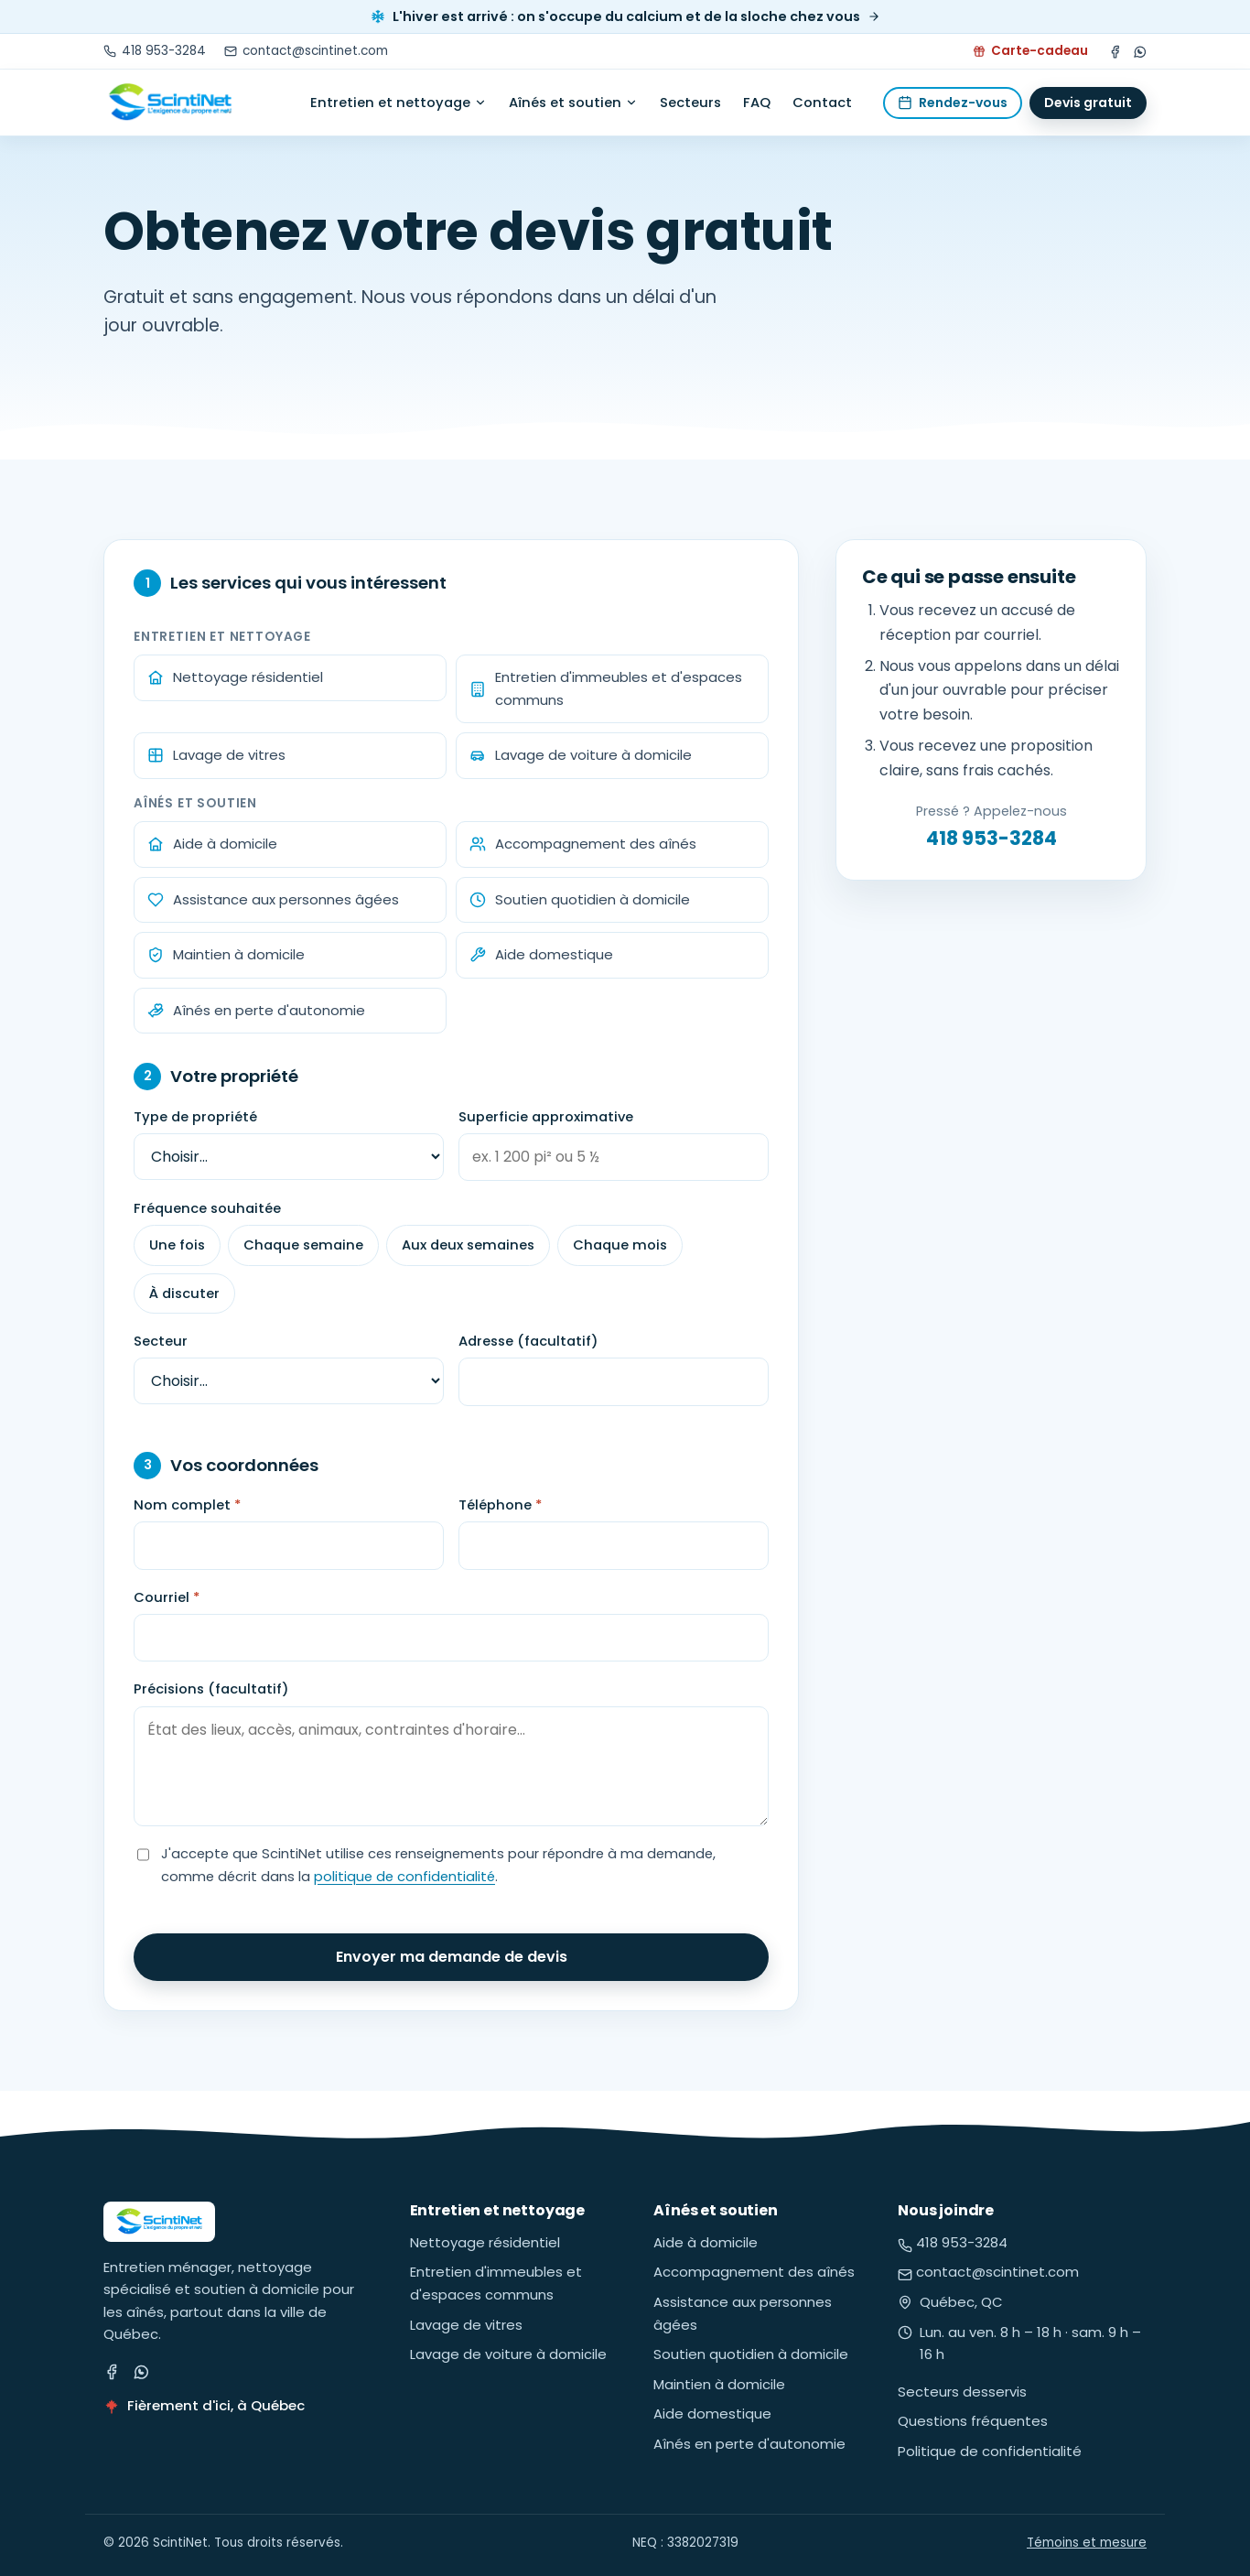 L'hiver est arrivé : on s'occupe du calcium et de la sloche chez vous
418 953-3284
contact@scintinet.com
Carte-cadeau
ScintiNet
L'exigence du propre et net
Entretien et nettoyage
Aînés et soutien
Secteurs
FAQ
Contact
Rendez-vous
Devis gratuit
Obtenez votre devis gratuit
Gratuit et sans engagement. Nous vous répondons dans un délai d'un
jour ouvrable.
1 Les services qui vous intéressent
ENTRETIEN ET NETTOYAGE
Nettoyage résidentiel
Entretien d'immeubles et d'espaces
communs
Lavage de vitres
Lavage de voiture à domicile
AÎNÉS ET SOUTIEN
Aide à domicile
Accompagnement des aînés
Assistance aux personnes âgées
Soutien quotidien à domicile
Maintien à domicile
Aide domestique
Aînés en perte d'autonomie
2 Votre propriété
Type de propriété
Choisir...
Superficie approximative
ex. 1 200 pi² ou 5 ½
Fréquence souhaitée
Une fois
Chaque semaine
Aux deux semaines
Chaque mois
À discuter
Secteur
Choisir...
Adresse (facultatif)
3 Vos coordonnées
Nom complet *
Téléphone *
Courriel *
Précisions (facultatif)
État des lieux, accès, animaux, contraintes d'horaire...
J'accepte que ScintiNet utilise ces renseignements pour répondre à ma demande,
comme décrit dans la politique de confidentialité.
Envoyer ma demande de devis
Ce qui se passe ensuite
1. Vous recevez un accusé de
réception par courriel.
2. Nous vous appelons dans un délai
d'un jour ouvrable pour préciser
votre besoin.
3. Vous recevez une proposition
claire, sans frais cachés.
Pressé ? Appelez-nous
418 953-3284
ScintiNet
L'exigence du propre et net
Entretien ménager, nettoyage
spécialisé et soutien à domicile pour
les aînés, partout dans la ville de
Québec.
Fièrement d'ici, à Québec
Entretien et nettoyage
Nettoyage résidentiel
Entretien d'immeubles et
d'espaces communs
Lavage de vitres
Lavage de voiture à domicile
Aînés et soutien
Aide à domicile
Accompagnement des aînés
Assistance aux personnes
âgées
Soutien quotidien à domicile
Maintien à domicile
Aide domestique
Aînés en perte d'autonomie
Nous joindre
418 953-3284
contact@scintinet.com
Québec, QC
Lun. au ven. 8 h – 18 h · sam. 9 h –
16 h
Secteurs desservis
Questions fréquentes
Politique de confidentialité
© 2026 ScintiNet. Tous droits réservés.
NEQ : 3382027319
Témoins et mesure